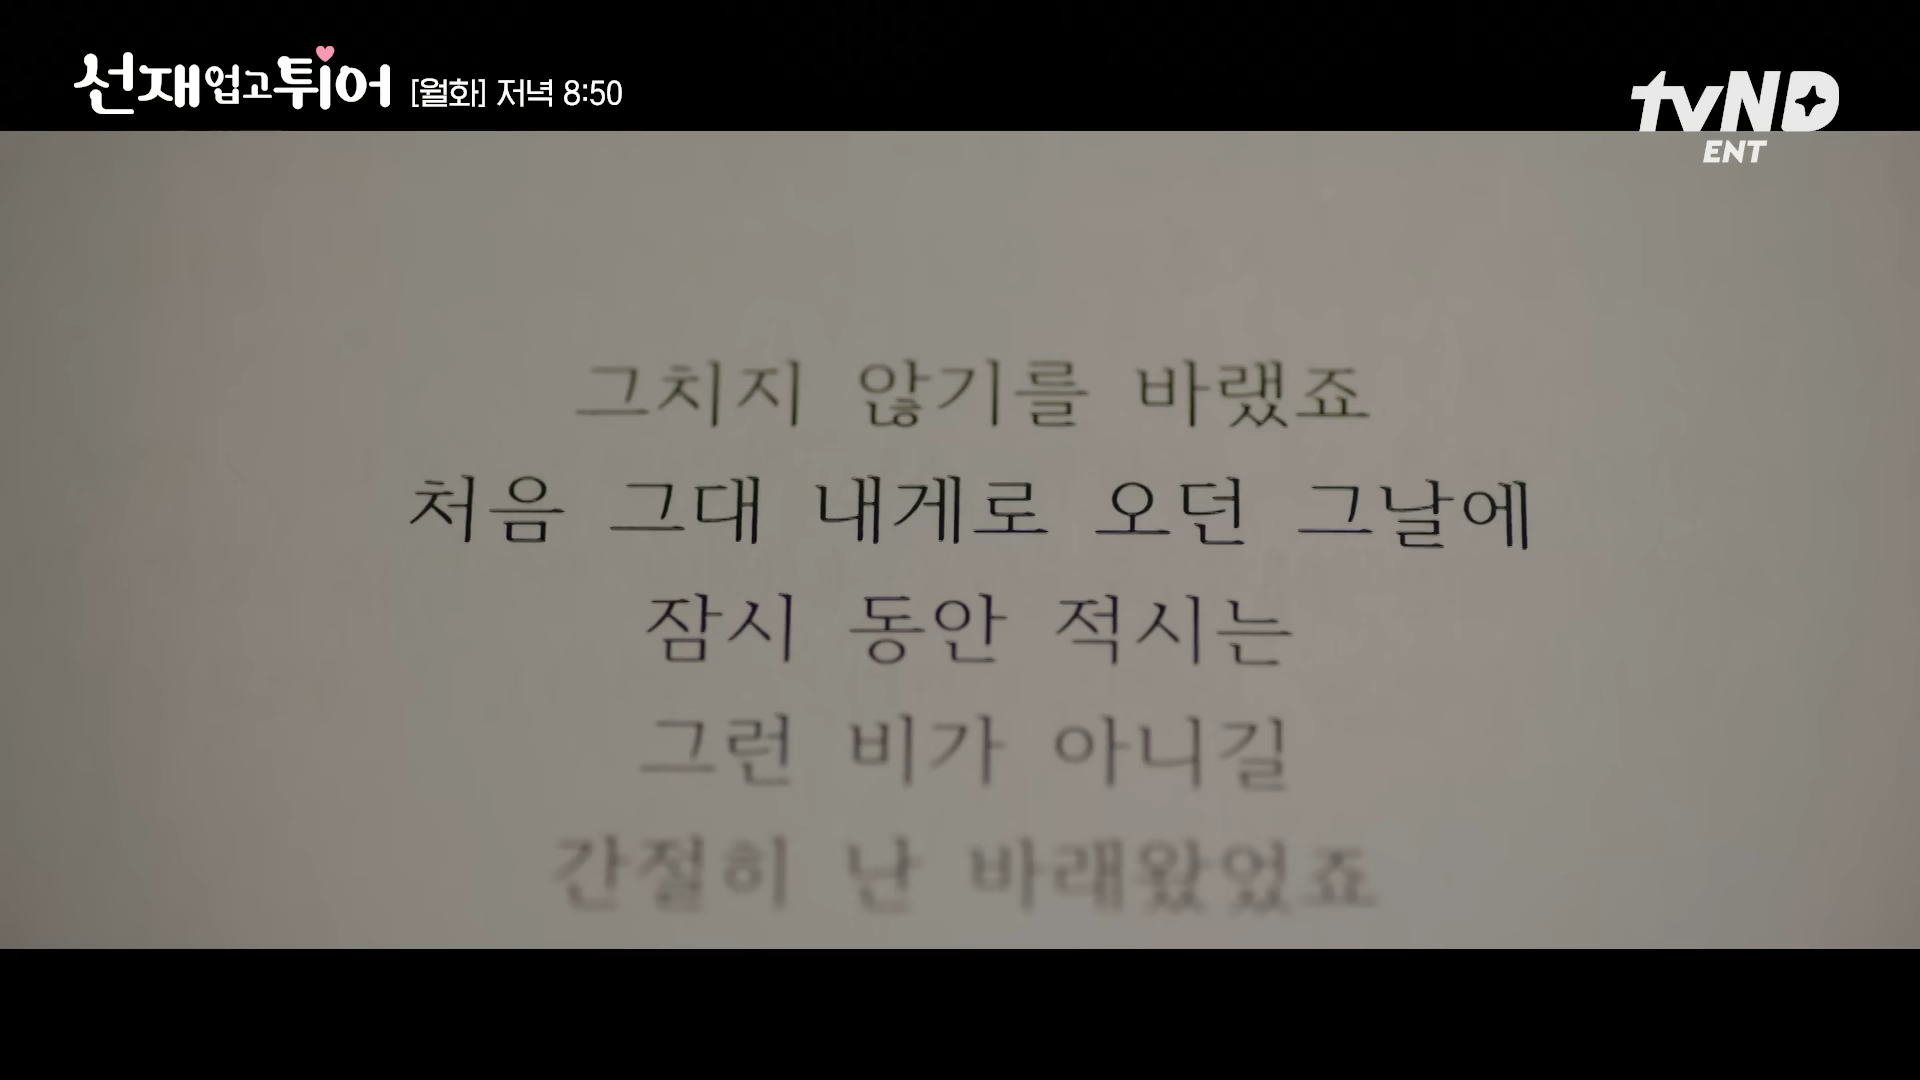 선재 업고 튀어 [월화] 저녁 8:50
tvND
ENT
그치지 않기를 바랬죠
처음 그대 내게로 오던 그날에
잠시 동안 적시는
그런 비가 아니길
간절히 난 바래왔었죠